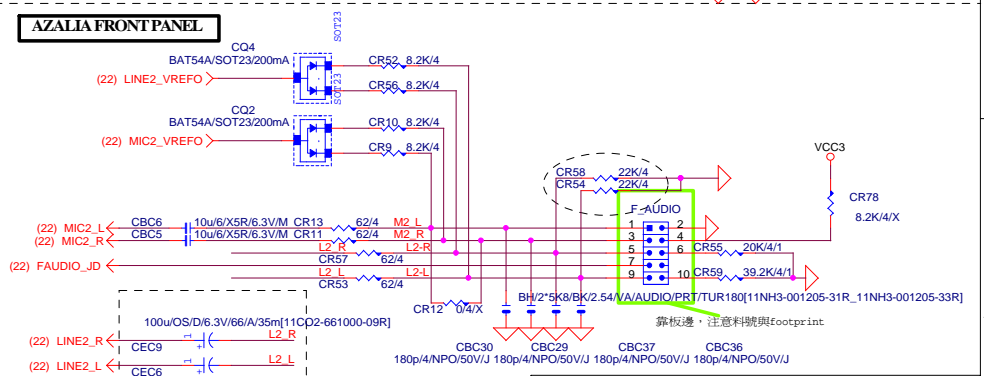 AZALIA FRONT PANEL
SOT23
CQ4
BAT54A/SOT23/200mA
(22) LINE2_VREFO
CR52 8.2K/4
CR56 8.2K/4
SOT23
CQ2
BAT54A/SOT23/200mA
(22) MIC2_VREFO
CR10 8.2K/4
CR9 8.2K/4
VCC3
CR58 22K/4
CR54 22K/4
CR78
8.2K/4/X
F_AUDIO
(22) MIC2_L CBC6 10u/6/X5R/6.3V/M CR13 62/4 M2_L 1 2
(22) MIC2_R CBC5 10u/6/X5R/6.3V/M CR11 62/4 M2_R 3 4
L2_R L2-R 5 6 CR55 20K/4/1
CR57 62/4
(22) FAUDIO_JD 7
L2_L L2-L 9 10 CR59 39.2K/4/1
CR53 62/4
BH/2*5K8/BK/2.54/VA/AUDIO/PRT/TUR180[11NH3-001205-31R_11NH3-001205-33R]
CR12 0/4/X
靠板邊，注意料號與footprint
100u/OS/D/6.3V/66/A/35m[11CO2-661000-09R]
(22) LINE2_R 1 + L2_R
CEC9
(22) LINE2_L 1 + L2_L
CEC6
CBC30 CBC29 CBC37 CBC36
180p/4/NPO/50V/J 180p/4/NPO/50V/J 180p/4/NPO/50V/J 180p/4/NPO/50V/J